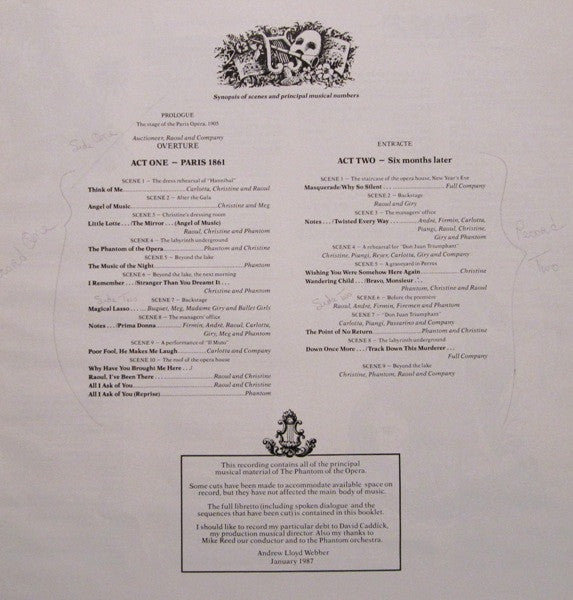 Synopsis of scenes and principal musical numbers
PROLOGUE
The stage of the Paris Opera, 1905
Side One
Auctioneer, Raoul and Company
OVERTURE
ACT ONE — PARIS 1861
SCENE 1 — The dress rehearsal of "Hannibal"
Think of Me..................Carlotta, Christine and Raoul
SCENE 2 — After the Gala
Angel of Music..................Christine and Meg
SCENE 3 — Christine's dressing room
Little Lotte . . ./The Mirror . . . (Angel of Music)
Raoul, Christine and Phantom
SCENE 4 — The labyrinth underground
The Phantom of the Opera..................Phantom and Christine
SCENE 5 — Beyond the lake
The Music of the Night..................Phantom
SCENE 6 — Beyond the lake, the next morning
I Remember . . ./Stranger Than You Dreamt It . . .
Christine and Phantom
Side Two
SCENE 7 — Backstage
Magical Lasso . . .....Buquet, Meg, Madame Giry and Ballet Girls
SCENE 8 — The managers' office
Notes . . ./Prima Donna..........Firmin, André, Raoul, Carlotta,
Giry, Meg and Phantom
SCENE 9 — A performance of "Il Muto"
Poor Fool, He Makes Me Laugh..........Carlotta and Company
SCENE 10 — The roof of the opera house
Why Have You Brought Me Here . . ./
Raoul, I've Been There..................Raoul and Christine
All I Ask of You..................Raoul and Christine
All I Ask of You (Reprise)..................Phantom
Record
One
ENTR'ACTE
ACT TWO — Six months later
SCENE 1 — The staircase of the opera house, New Year's Eve
Masquerade/Why So Silent..................Full Company
SCENE 2 — Backstage
Raoul and Giry
SCENE 3 — The managers' office
Notes . . ./Twisted Every Way..........André, Firmin, Carlotta,
Piangi, Raoul, Christine,
Giry and Phantom
SCENE 4 — A rehearsal for "Don Juan Triumphant"
Christine, Piangi, Reyer, Carlotta, Giry and Company
SCENE 5 — A graveyard in Perros
Wishing You Were Somehow Here Again..........Christine
Wandering Child . . ./Bravo, Monsieur . . .
Phantom, Christine and Raoul
Side Two
SCENE 6 — Before the premiere
Raoul, André, Firmin, Firemen and Phantom
SCENE 7 — "Don Juan Triumphant"
Carlotta, Piangi, Passarino and Company
The Point of No Return..................Phantom and Christine
SCENE 8 — The labyrinth underground
Down Once More . . ./Track Down This Murderer . . .
Full Company
SCENE 9 — Beyond the lake
Christine, Phantom, Raoul and Company
Record
Two
This recording contains all of the principal
musical material of The Phantom of the Opera.
Some cuts have been made to accommodate available space on
record, but they have not affected the main body of music.
The full libretto (including spoken dialogue and the
sequences that have been cut) is contained in this booklet.
I should like to record my particular debt to David Caddick,
my production musical director. Also my thanks to
Mike Reed our conductor and to the Phantom orchestra.
Andrew Lloyd Webber
January 1987